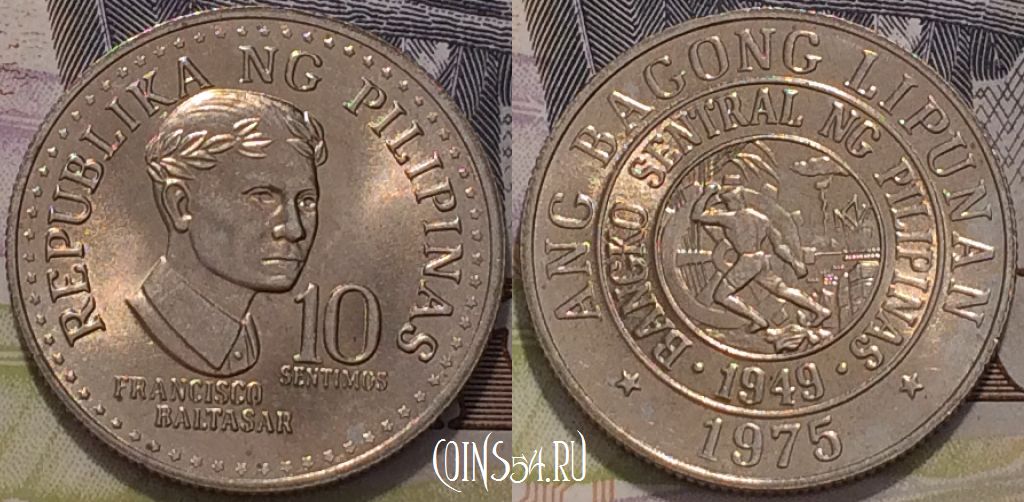 REPUBLIKA NG PILIPINAS
10
SENTIMOS
FRANCISCO
BALTASAR
ANG BAGONG LIPUNAN
BANGKO SENTRAL NG PILIPINAS
1949
1975
COINS54.RU